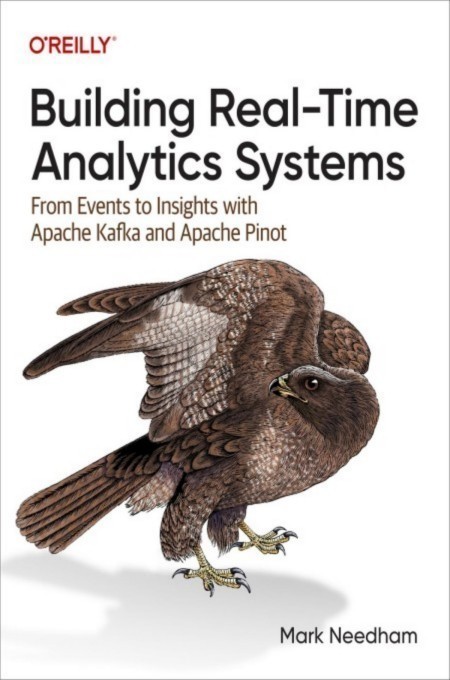 O'REILLY®
Building Real-Time
Analytics Systems
From Events to Insights with
Apache Kafka and Apache Pinot
Mark Needham